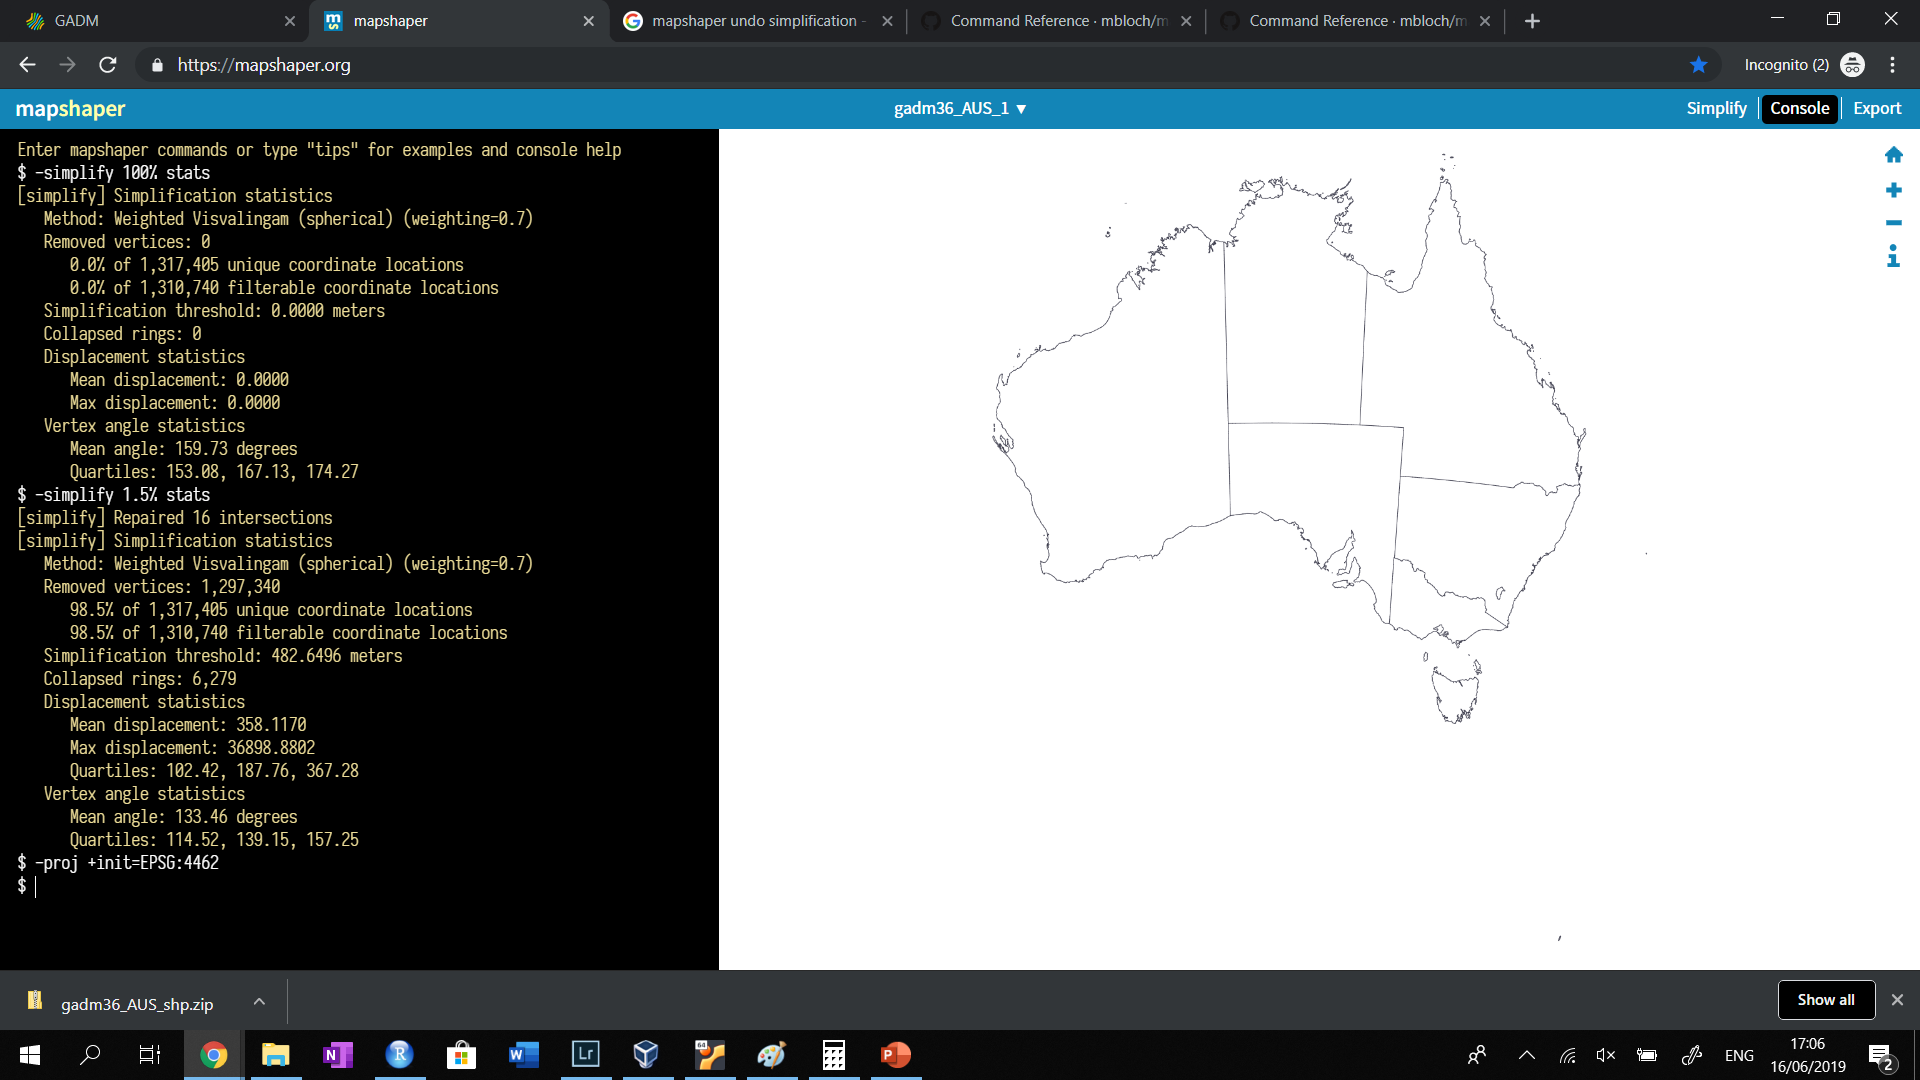 GADM
mapshaper
mapshaper undo simplification -
Command Reference · mbloch/m
Command Reference · mbloch/m
https://mapshaper.org
Incognito (2)
mapshaper
gadm36_AUS_1 ▼
Simplify
Console
Export
Enter mapshaper commands or type "tips" for examples and console help
$ -simplify 100% stats
[simplify] Simplification statistics
Method: Weighted Visvalingam (spherical) (weighting=0.7)
Removed vertices: 0
0.0% of 1,317,405 unique coordinate locations
0.0% of 1,310,740 filterable coordinate locations
Simplification threshold: 0.0000 meters
Collapsed rings: 0
Displacement statistics
Mean displacement: 0.0000
Max displacement: 0.0000
Vertex angle statistics
Mean angle: 159.73 degrees
Quartiles: 153.08, 167.13, 174.27
$ -simplify 1.5% stats
[simplify] Repaired 16 intersections
[simplify] Simplification statistics
Method: Weighted Visvalingam (spherical) (weighting=0.7)
Removed vertices: 1,297,340
98.5% of 1,317,405 unique coordinate locations
98.5% of 1,310,740 filterable coordinate locations
Simplification threshold: 482.6496 meters
Collapsed rings: 6,279
Displacement statistics
Mean displacement: 358.1170
Max displacement: 36898.8802
Quartiles: 102.42, 187.76, 367.28
Vertex angle statistics
Mean angle: 133.46 degrees
Quartiles: 114.52, 139.15, 157.25
$ -proj +init=EPSG:4462
$
gadm36_AUS_shp.zip
Show all
ENG
17:06
16/06/2019
2